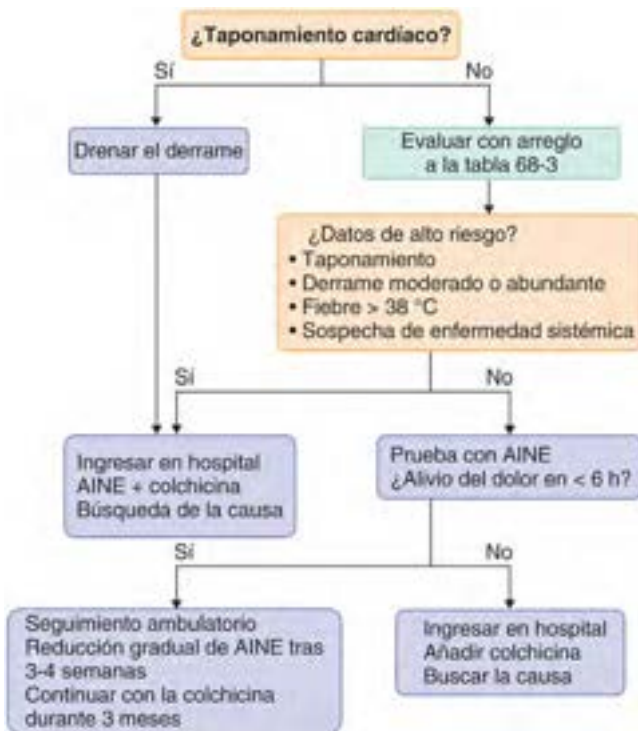 ¿Taponamiento cardíaco?
Sí
No
Drenar el derrame
Evaluar con arreglo
a la tabla 68-3
¿Datos de alto riesgo?
• Taponamiento
• Derrame moderado o abundante
• Fiebre > 38 °C
• Sospecha de enfermedad sistémica
Sí
No
Ingresar en hospital
AINE + colchicina
Búsqueda de la causa
Prueba con AINE
¿Alivio del dolor en < 6 h?
Sí
No
Seguimiento ambulatorio
Reducción gradual de AINE tras
3-4 semanas
Continuar con la colchicina
durante 3 meses
Ingresar en hospital
Añadir colchicina
Buscar la causa